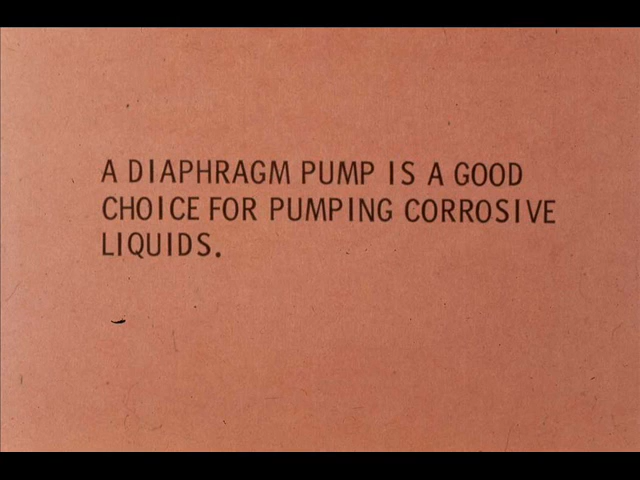 A DIAPHRAGM PUMP IS A GOOD
CHOICE FOR PUMPING CORROSIVE
LIQUIDS.